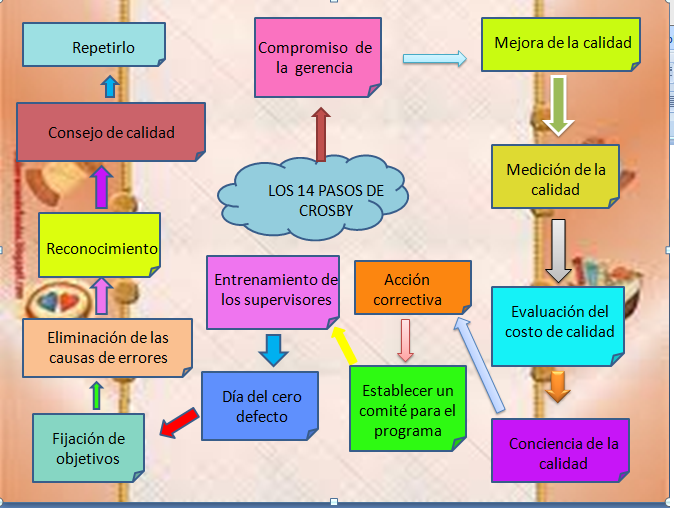 LOS 14 PASOS DE
CROSBY
Compromiso de
la gerencia
Mejora de la calidad
Medición de la
calidad
Evaluación del
costo de calidad
Conciencia de la
calidad
Acción
correctiva
Establecer un
comité para el
programa
Entrenamiento de
los supervisores
Día del cero
defecto
Fijación de
objetivos
Eliminación de las
causas de errores
Reconocimiento
Consejo de calidad
Repetirlo